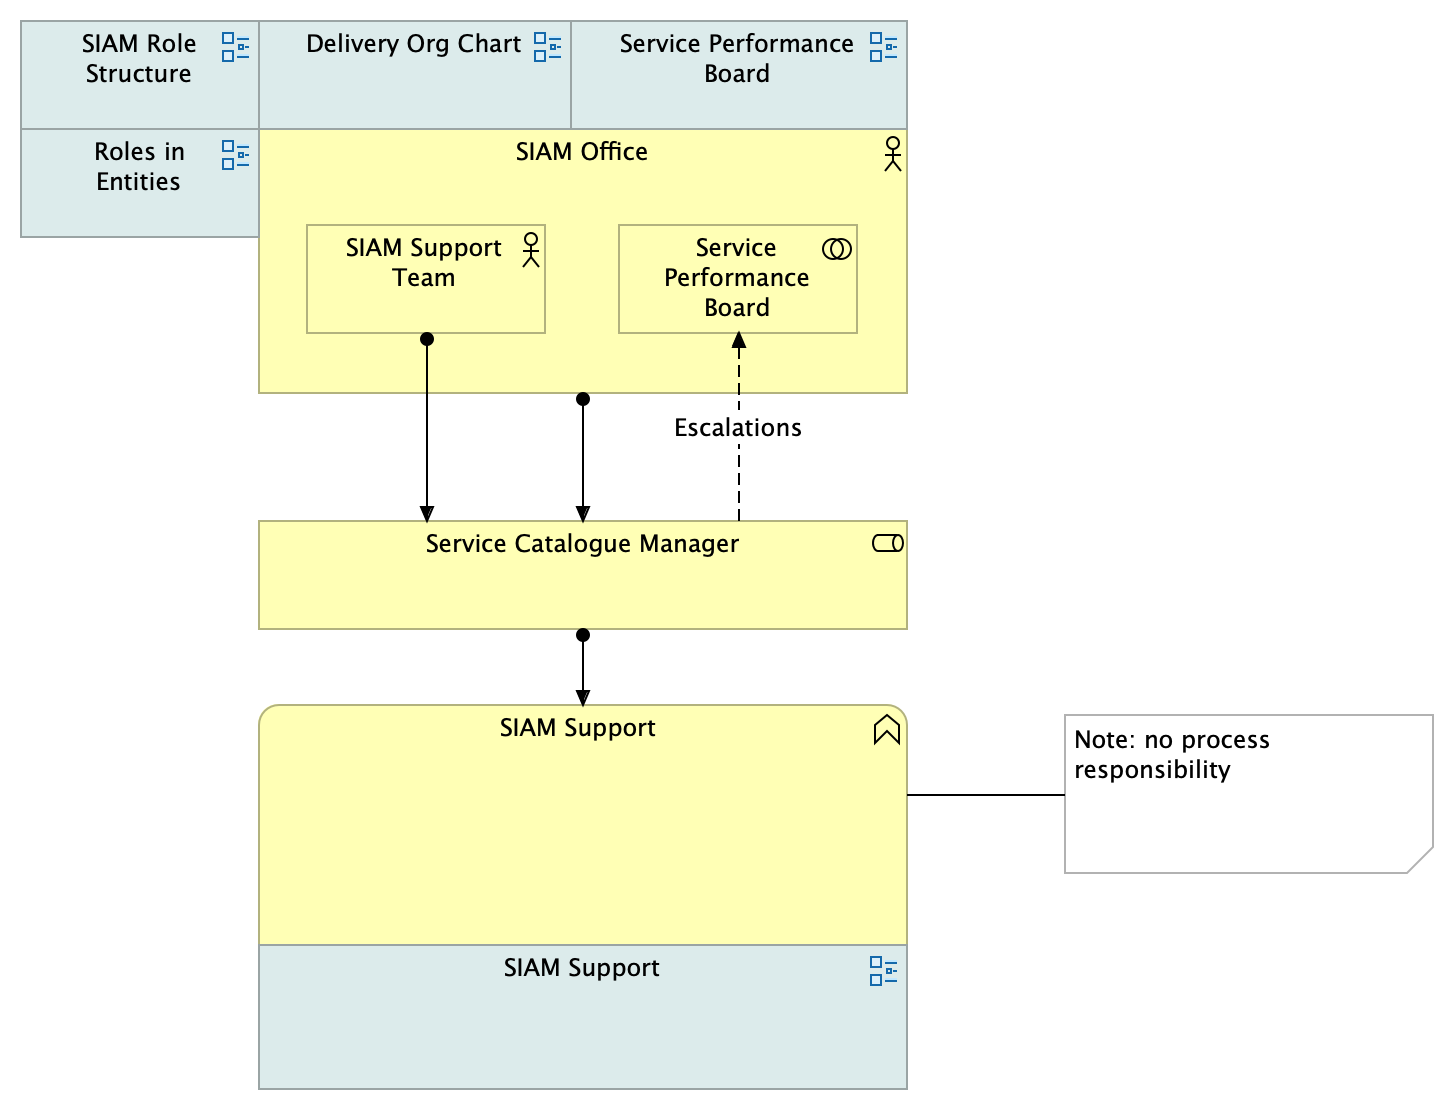 SIAM Role
Structure
Delivery Org Chart
Service Performance
Board
Roles in
Entities
SIAM Office
SIAM Support
Team
Service
Performance
Board
Escalations
Service Catalogue Manager
SIAM Support
Note: no process
responsibility
SIAM Support